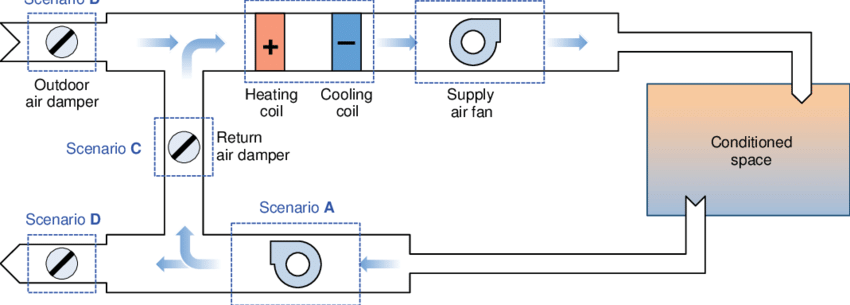 Scenario
Outdoor
air damper
+
−
Heating
coil
Cooling
coil
Supply
air fan
Conditioned
space
Scenario C
Return
air damper
Scenario D
Scenario A